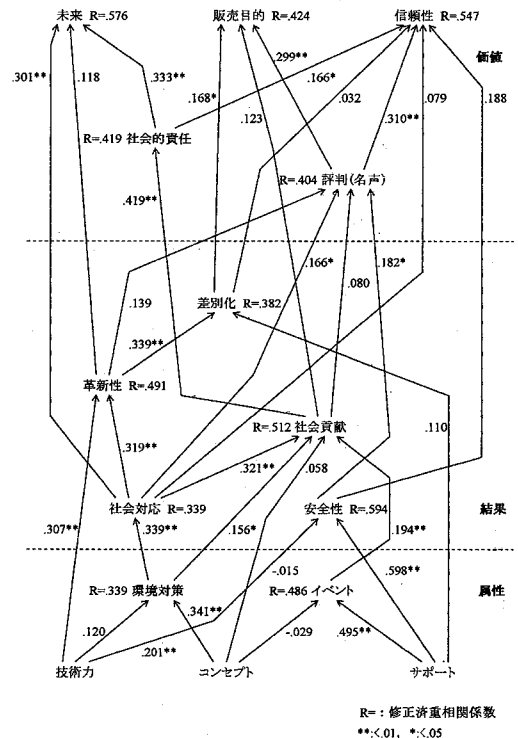 未来 R=.576
販売目的 R=.424
信頼性 R=.547
価値
.301**
.118
.333**
.168*
.299**
.166*
.123
.032
.310**
.079
.188
R=.419 社会的責任
.419**
R=.404 評判(名声)
.166*
.182*
.080
.139
差別化 R=.382
.339**
革新性 R=.491
R=.512 社会貢献
.110
.319**
.321**
.058
社会対応 R=.339
安全性 R=.594
結果
.307**
.339**
.156*
.194**
-.015
.598**
R=.339 環境対策
R=.486 イベント
属性
.341**
.120
.201**
-.029
.495**
技術力
コンセプト
サポート
R=:修正済重相関係数
**:<.01, *:<.05